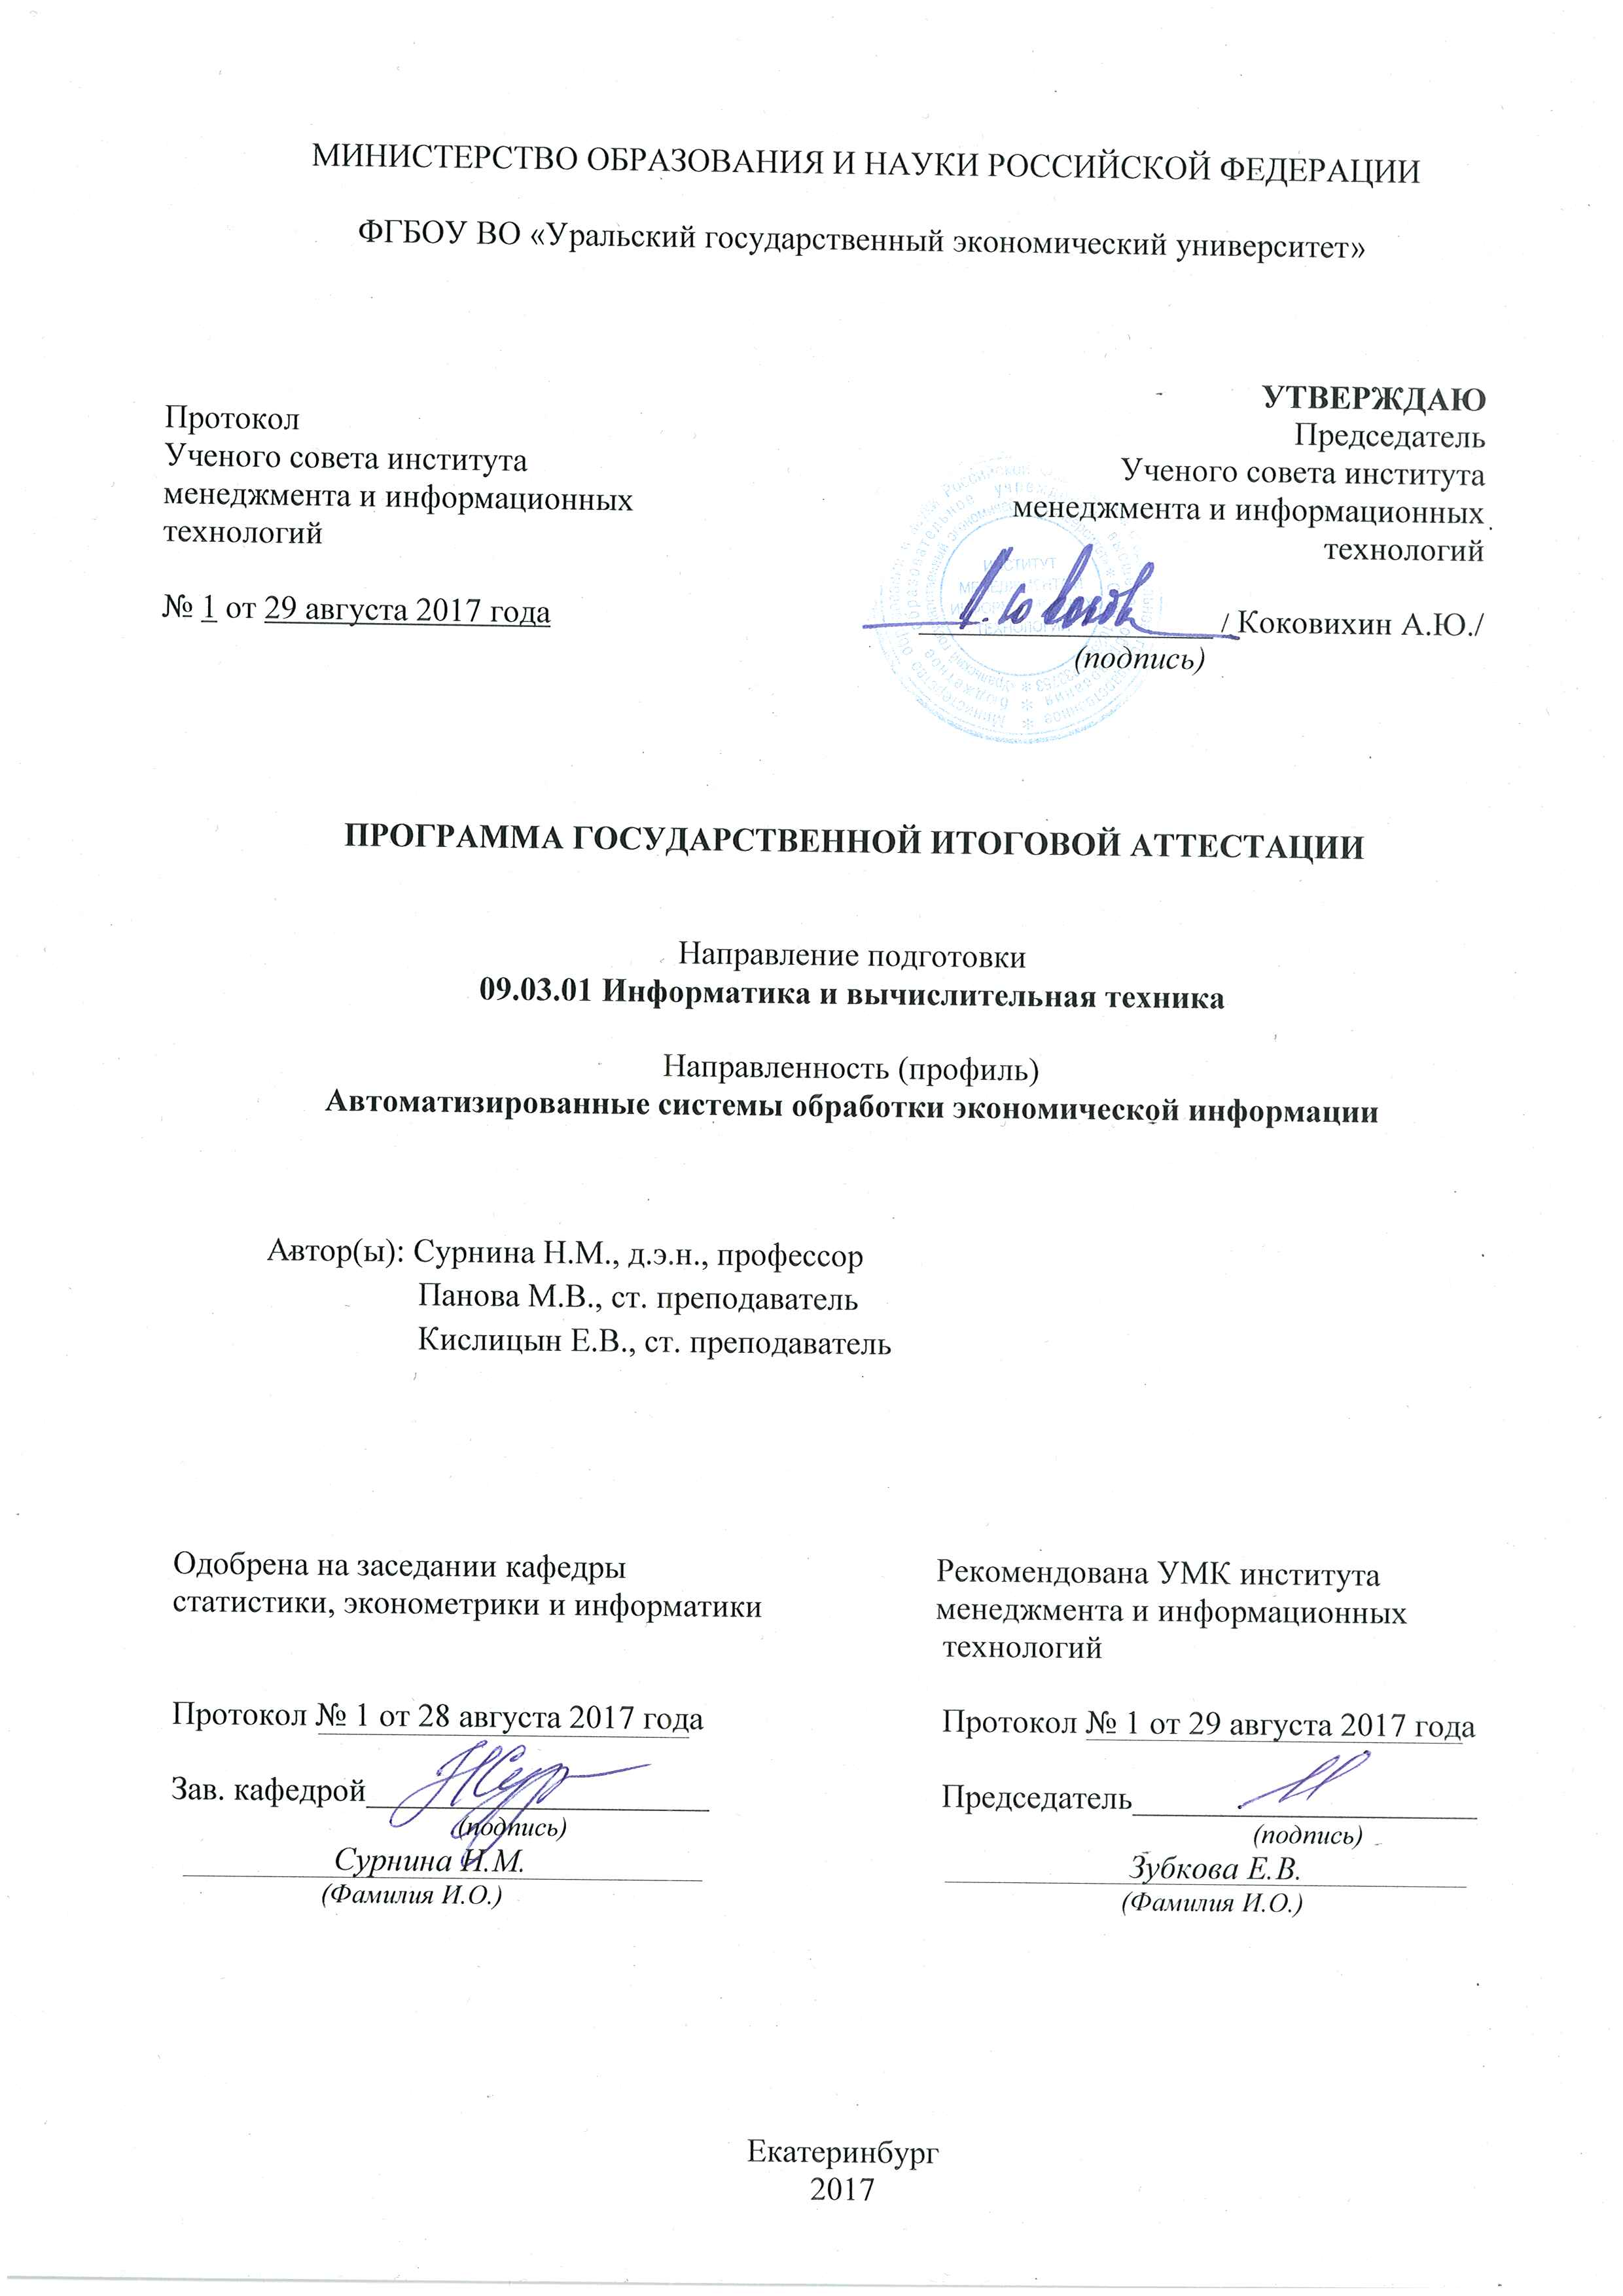 МИНИСТЕРСТВО ОБРАЗОВАНИЯ И НАУКИ РОССИЙСКОЙ ФЕДЕРАЦИИ
ФГБОУ ВО «Уральский государственный экономический университет»
Протокол
Ученого совета института
менеджмента и информационных
технологий
№ 1 от 29 августа 2017 года
УТВЕРЖДАЮ
Председатель
Ученого совета института
менеджмента и информационных
технологий
/ Коковихин А.Ю./
(подпись)
ИНСТИТУТ
ПРОГРАММА ГОСУДАРСТВЕННОЙ ИТОГОВОЙ АТТЕСТАЦИИ
Направление подготовки
09.03.01 Информатика и вычислительная техника
Направленность (профиль)
Автоматизированные системы обработки экономической информации
Автор(ы): Сурнина Н.М., д.э.н., профессор
Панова М.В., ст. преподаватель
Кислицын Е.В., ст. преподаватель
Одобрена на заседании кафедры
статистики, эконометрики и информатики
Протокол № 1 от 28 августа 2017 года
Зав. кафедрой
(подпись)
Сурнина Н.М.
(Фамилия И.О.)
Рекомендована УМК института
менеджмента и информационных
технологий
Протокол № 1 от 29 августа 2017 года
Председатель
(подпись)
Зубкова Е.В.
(Фамилия И.О.)
Екатеринбург
2017